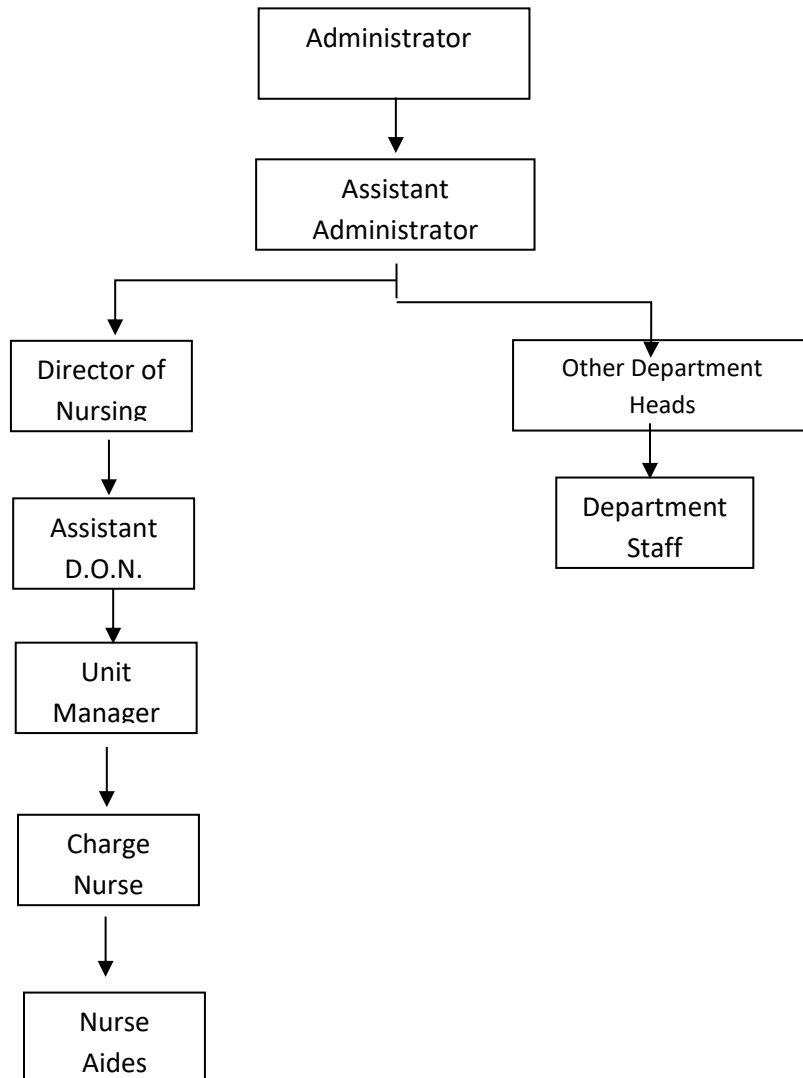 Administrator
Assistant
Administrator
Director of
Nursing
Other Department
Heads
Assistant
D.O.N.
Department
Staff
Unit
Manager
Charge
Nurse
Nurse
Aides